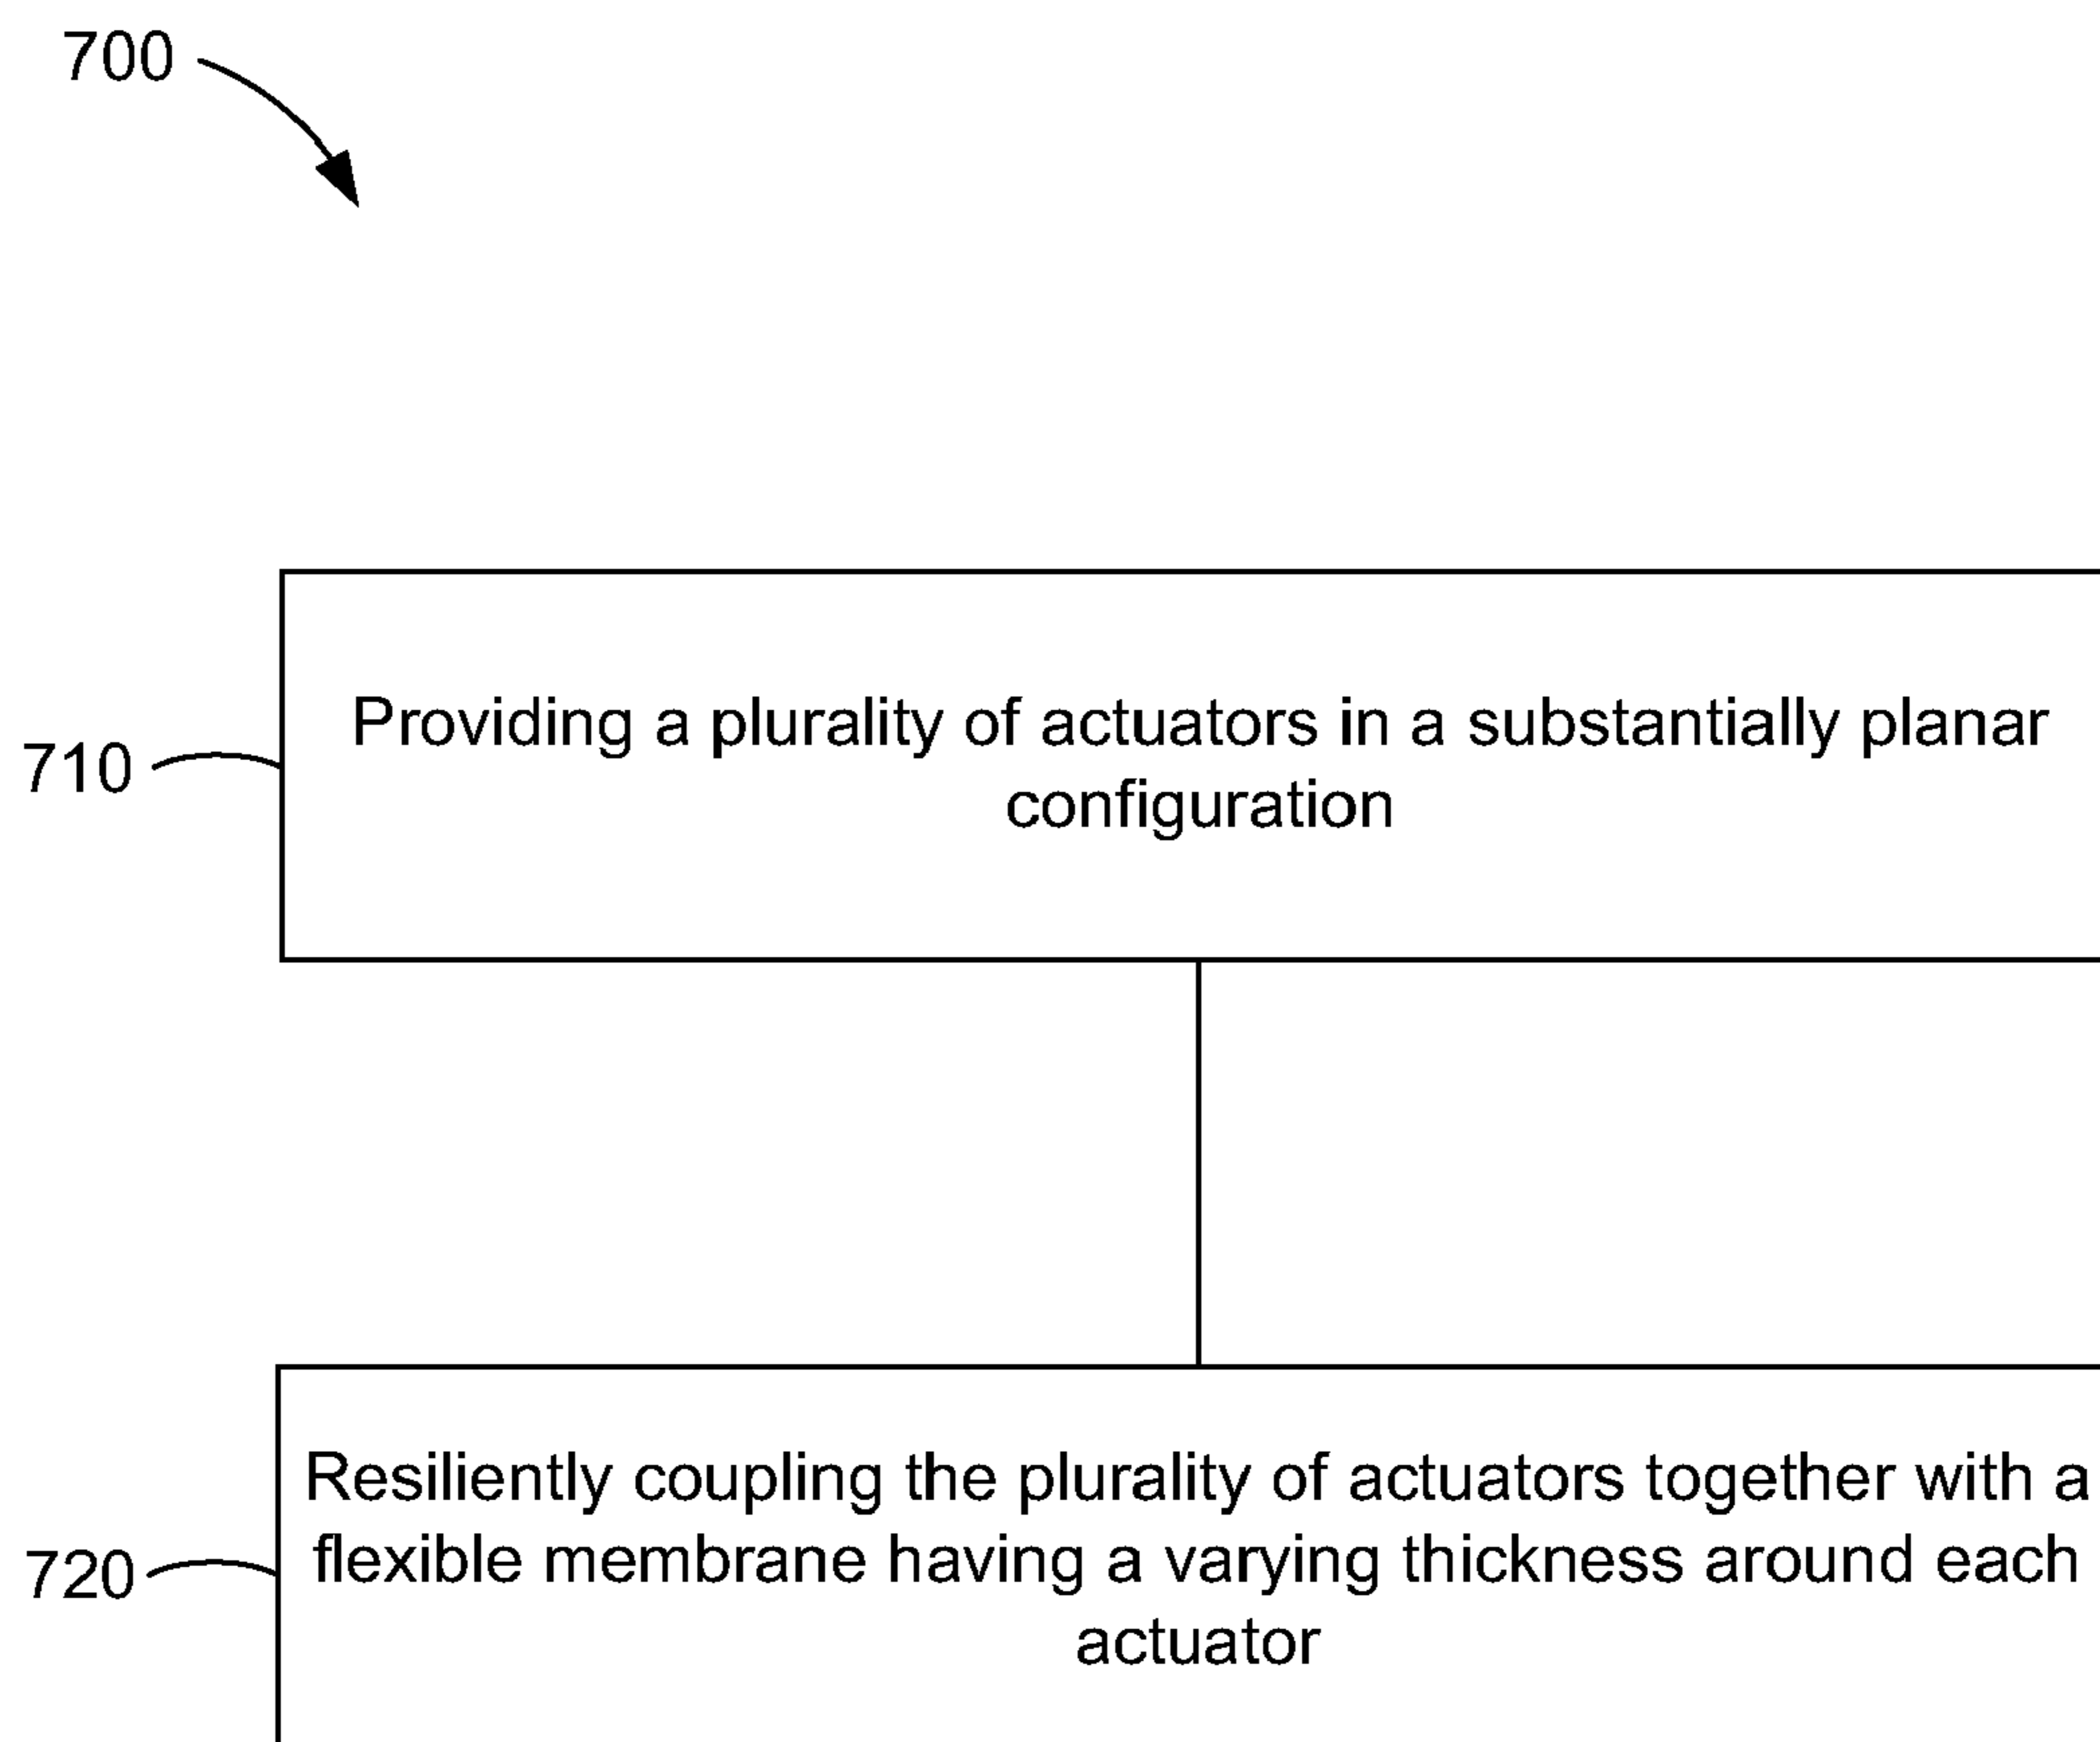 700
710
Providing a plurality of actuators in a substantially planar
configuration
720
Resiliently coupling the plurality of actuators together with a
flexible membrane having a varying thickness around each
actuator